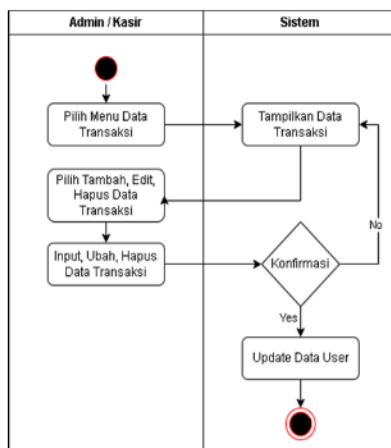 Admin / Kasir
Sistem
Pilih Menu Data
Transaksi
Tampilkan Data
Transaksi
Pilih Tambah, Edit,
Hapus Data
Transaksi
No
Input, Ubah, Hapus
Data Transaksi
Konfirmasi
Yes
Update Data User